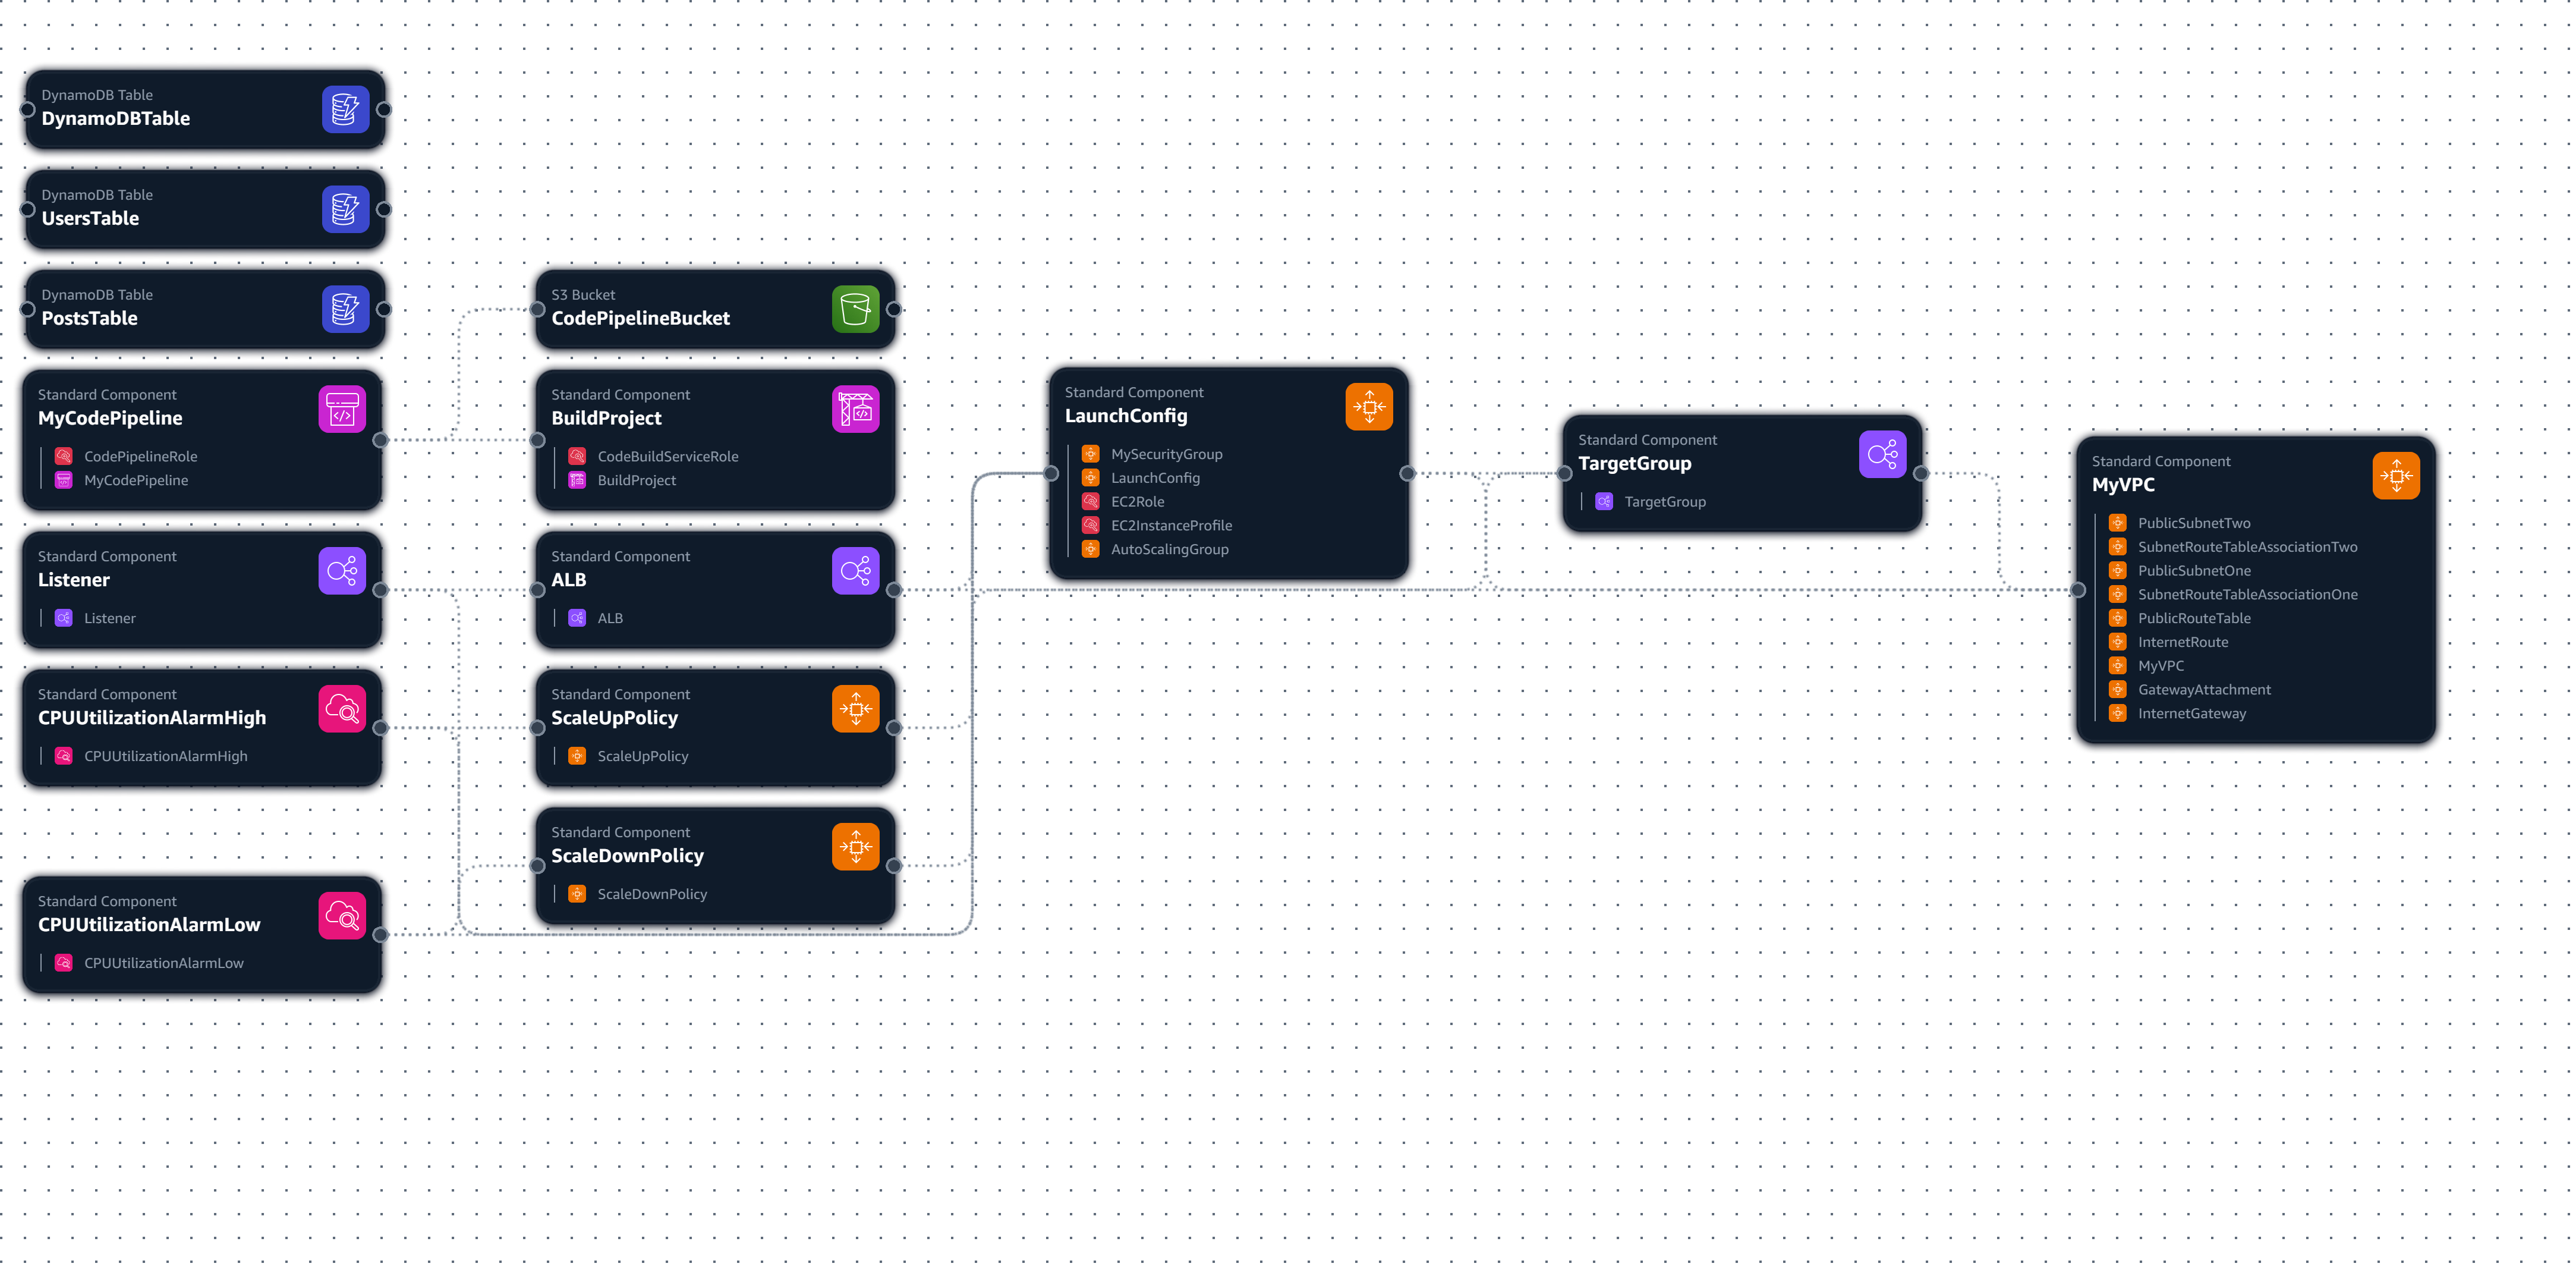 DynamoDB Table
DynamoDBTable
DynamoDB Table
UsersTable
DynamoDB Table
PostsTable
Standard Component
MyCodePipeline
CodePipelineRole
MyCodePipeline
Standard Component
Listener
Listener
Standard Component
CPUUtilizationAlarmHigh
CPUUtilizationAlarmHigh
Standard Component
CPUUtilizationAlarmLow
CPUUtilizationAlarmLow
S3 Bucket
CodePipelineBucket
Standard Component
BuildProject
CodeBuildServiceRole
BuildProject
Standard Component
ALB
ALB
Standard Component
ScaleUpPolicy
ScaleUpPolicy
Standard Component
ScaleDownPolicy
ScaleDownPolicy
Standard Component
LaunchConfig
MySecurityGroup
LaunchConfig
EC2Role
EC2InstanceProfile
AutoScalingGroup
Standard Component
TargetGroup
TargetGroup
Standard Component
MyVPC
PublicSubnetTwo
SubnetRouteTableAssociationTwo
PublicSubnetOne
SubnetRouteTableAssociationOne
PublicRouteTable
InternetRoute
MyVPC
GatewayAttachment
InternetGateway